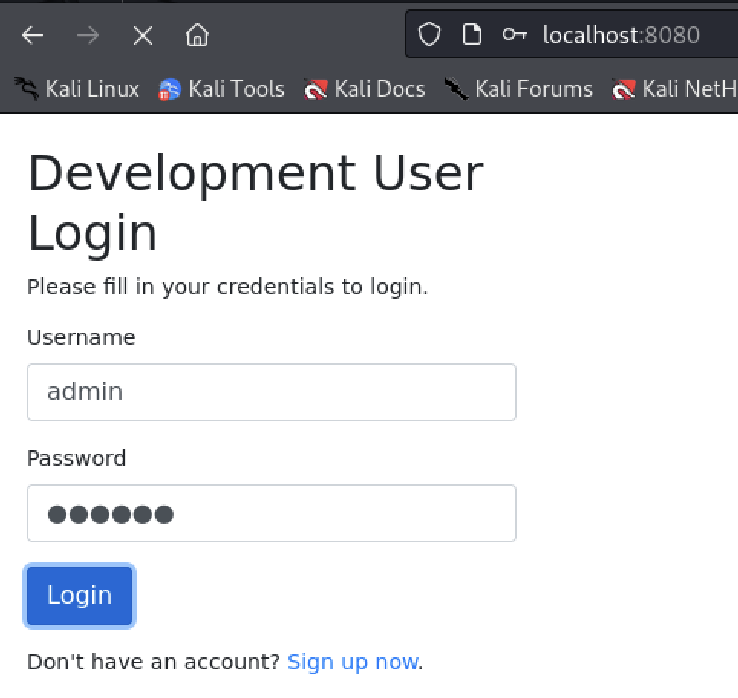 localhost:8080
Kali Linux Kali Tools Kali Docs Kali Forums Kali NetH
Development User
Login
Please fill in your credentials to login.
Username
admin
Password
●●●●●●
Login
Don't have an account? Sign up now.